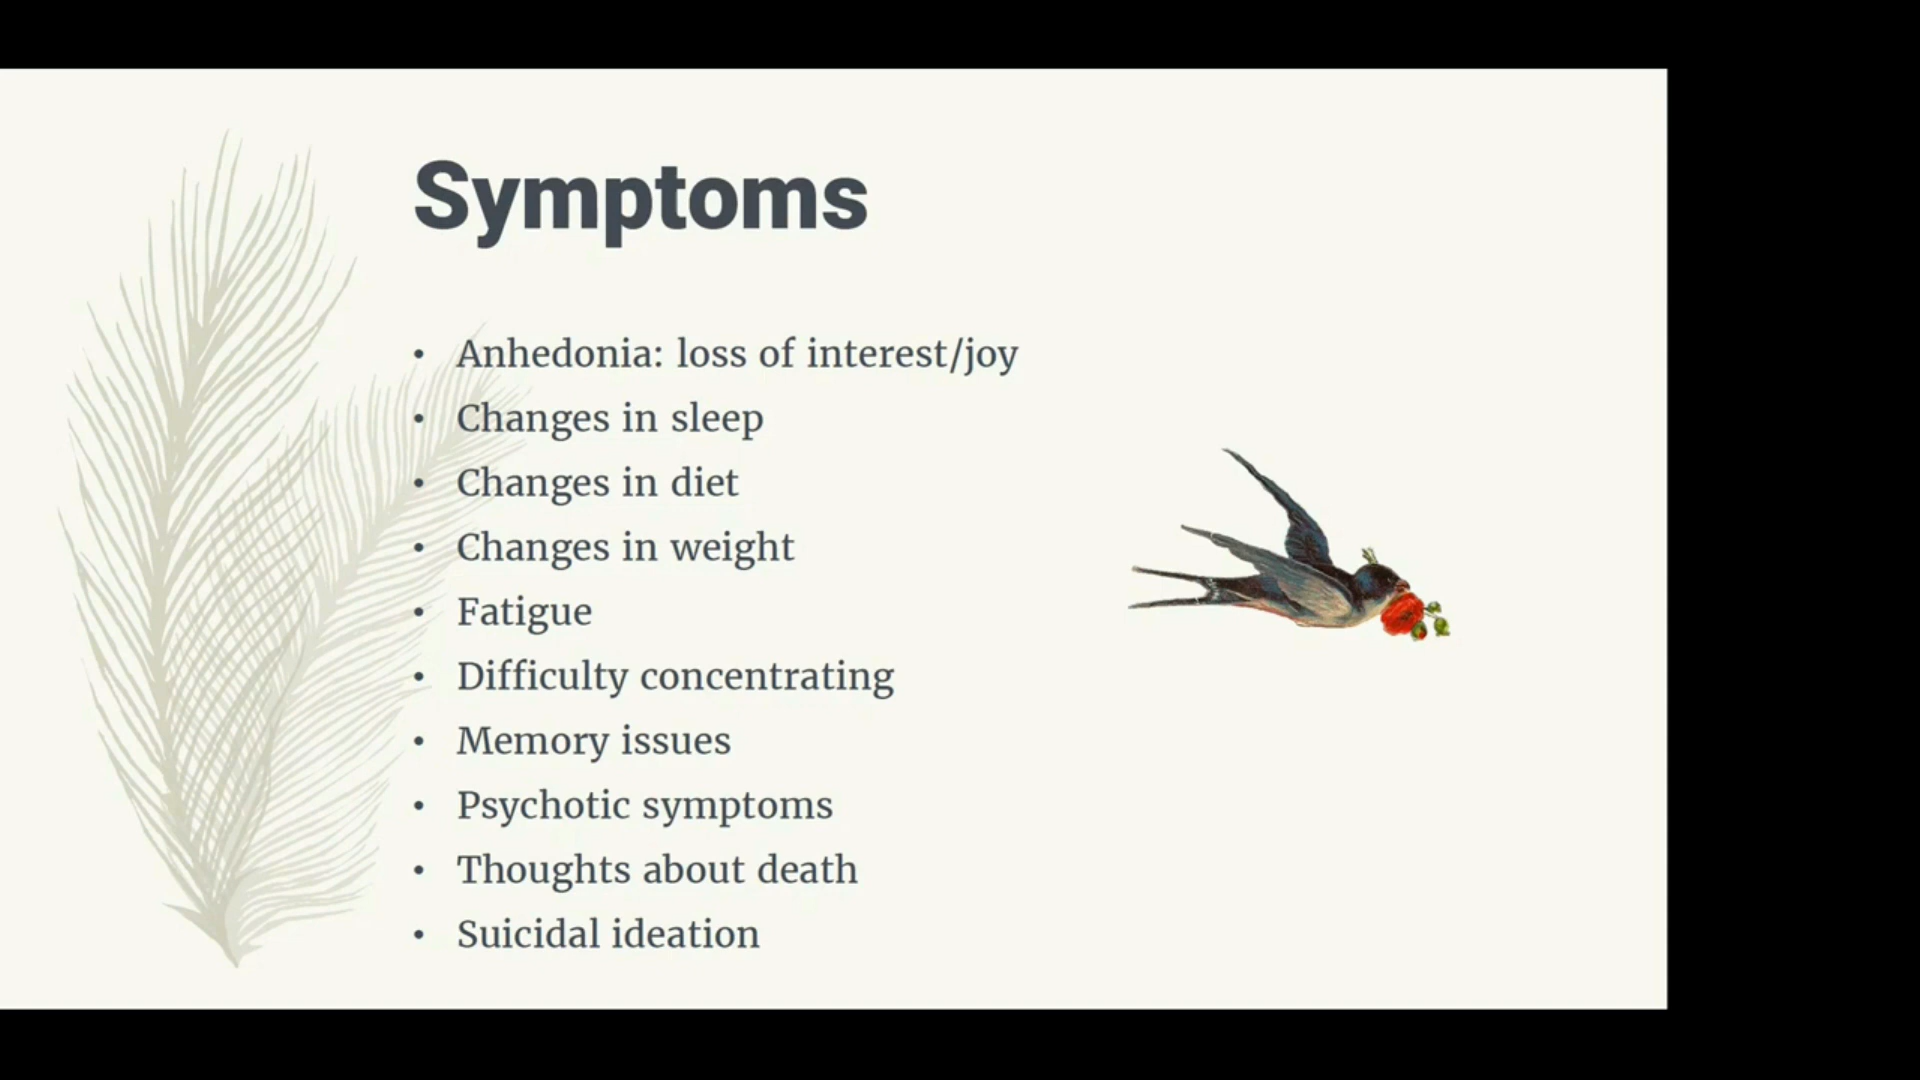 Symptoms
• Anhedonia: loss of interest/joy
• Changes in sleep
• Changes in diet
• Changes in weight
• Fatigue
• Difficulty concentrating
• Memory issues
• Psychotic symptoms
• Thoughts about death
• Suicidal ideation